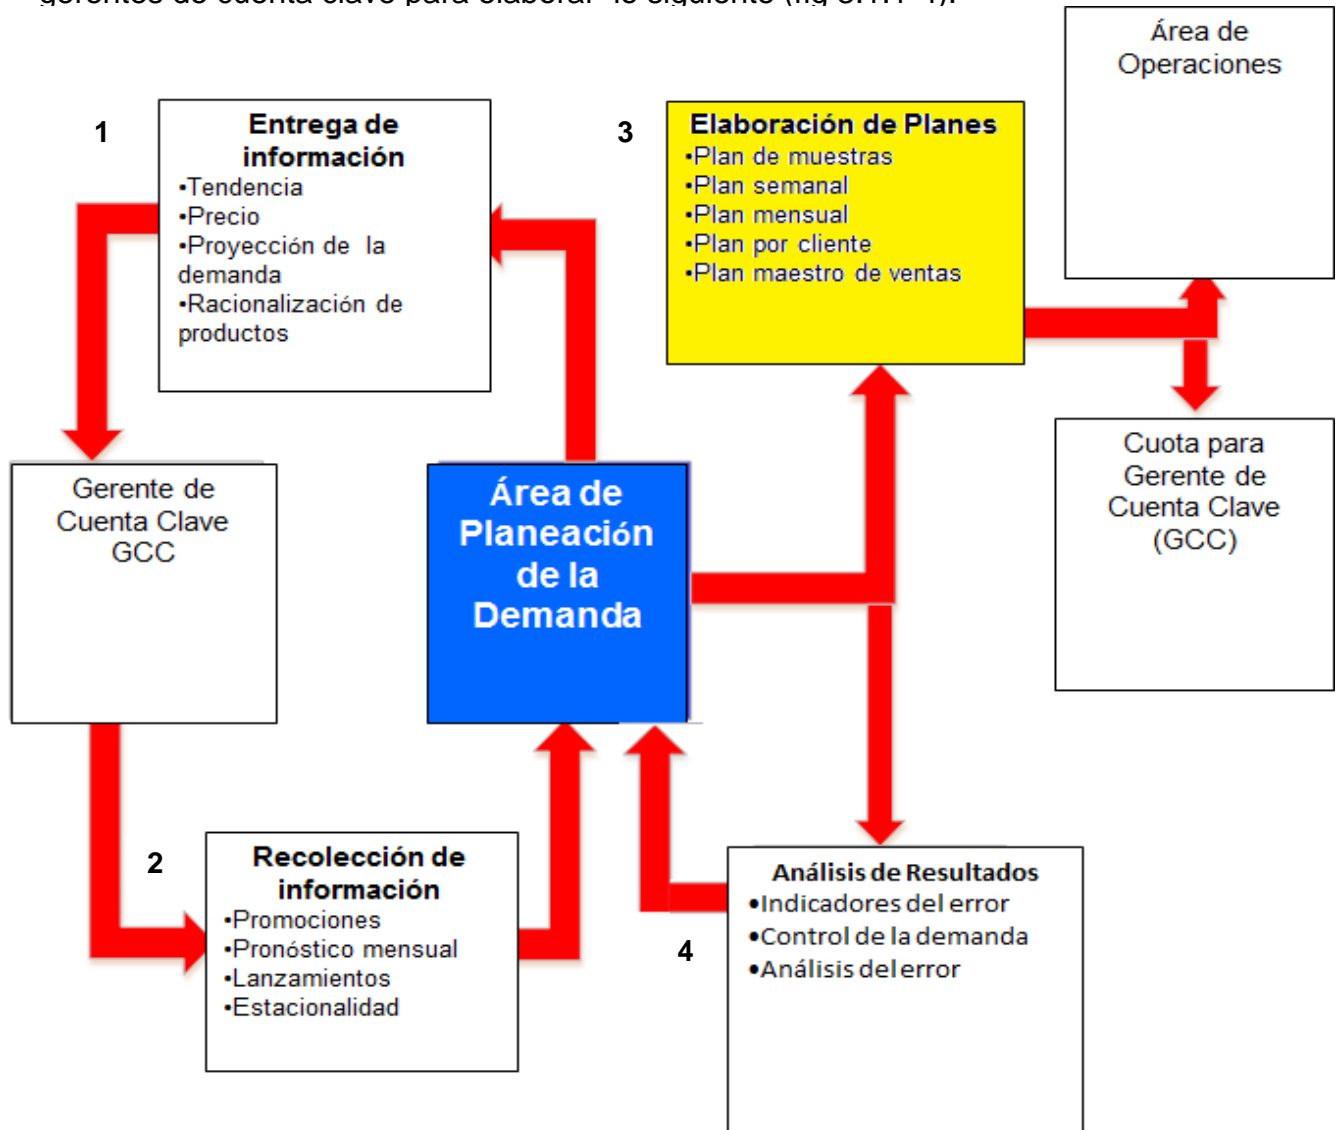 1
Entrega de
información
•Tendencia
•Precio
•Proyección de la
demanda
•Racionalización de
productos
3
Elaboración de Planes
•Plan de muestras
•Plan semanal
•Plan mensual
•Plan por cliente
•Plan maestro de ventas
Área de
Operaciones
Gerente de
Cuenta Clave
GCC
Área de
Planeación
de la
Demanda
Cuota para
Gerente de
Cuenta Clave
(GCC)
2
Recolección de
información
•Promociones
•Pronóstico mensual
•Lanzamientos
•Estacionalidad
4
Análisis de Resultados
•Indicadores del error
•Control de la demanda
•Análisis del error